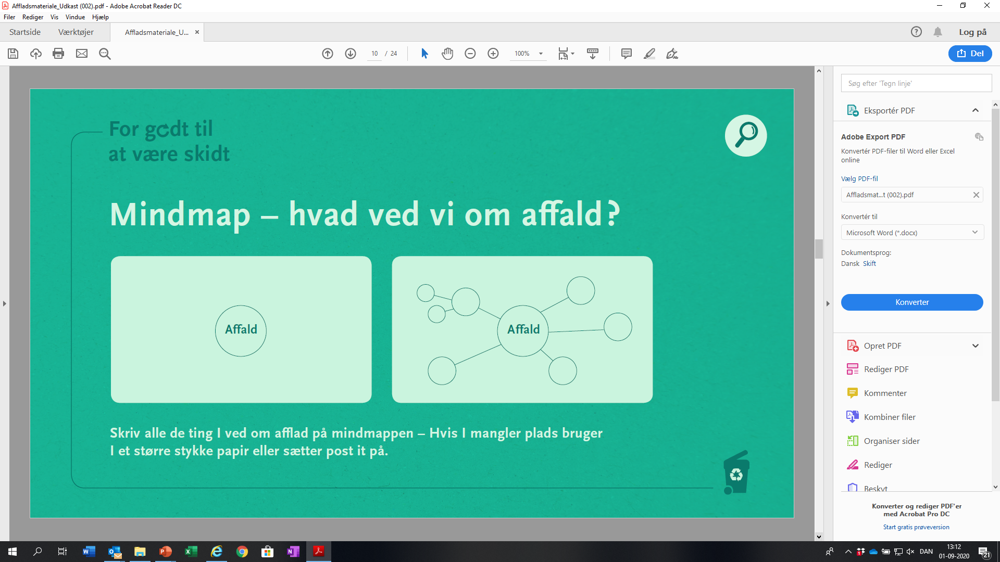 Affladsmateriale_Udkast (002).pdf - Adobe Acrobat Reader DC
Filer Rediger Vis Vindue Hjælp
Startside Værktøjer Affladsmateriale_U... Log på
10 / 24 100% Del
Søg efter 'Tegn linje'
Eksportér PDF
Adobe Export PDF
Konvertér PDF-filer til Word eller Excel
online
Vælg PDF-fil
Affladsmat...t (002).pdf
Konvertér til
Microsoft Word (*.docx)
Dokumentsprog:
Dansk Skift
Konverter
Opret PDF
Rediger PDF
Kommenter
Kombiner filer
Organiser sider
Rediger
Beskyt
Konverter og rediger PDF'er
med Acrobat Pro DC
Start gratis prøveversion
For godt til
at være skidt
Mindmap – hvad ved vi om affald?
Affald
Affald
Skriv alle de ting I ved om afflad på mindmappen – Hvis I mangler plads bruger
I et større stykke papir eller sætter post it på.
DAN
13:12
01-09-2020
21